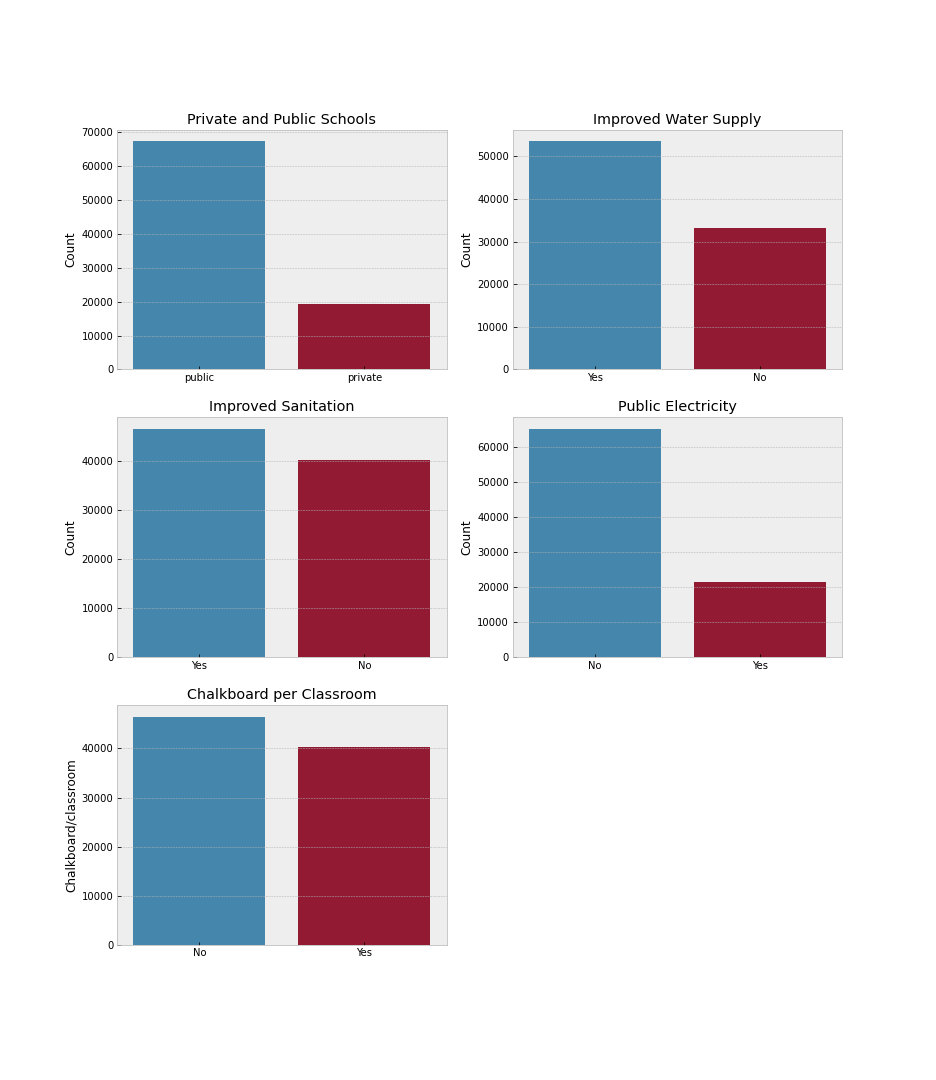 Private and Public Schools
Count
70000
60000
50000
40000
30000
20000
10000
0
public private
Improved Water Supply
Count
50000
40000
30000
20000
10000
0
Yes No
Improved Sanitation
Count
40000
30000
20000
10000
0
Yes No
Public Electricity
Count
60000
50000
40000
30000
20000
10000
0
No Yes
Chalkboard per Classroom
Chalkboard/classroom
40000
30000
20000
10000
0
No Yes